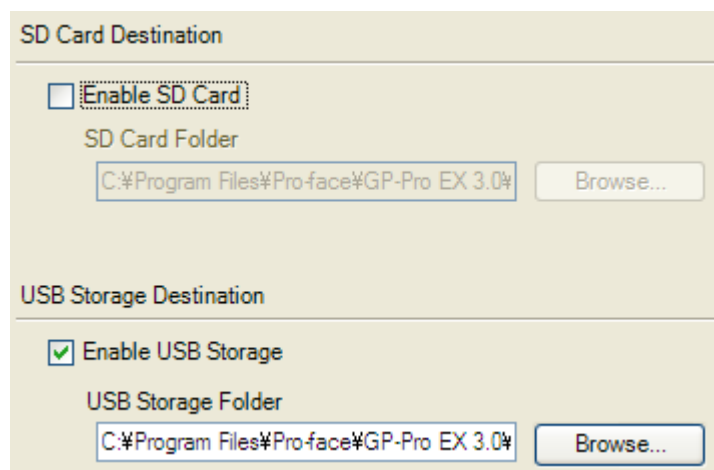 SD Card Destination
Enable SD Card
SD Card Folder
C:¥Program Files¥Pro-face¥GP-Pro EX 3.0¥ Browse...
USB Storage Destination
Enable USB Storage
USB Storage Folder
C:¥Program Files¥Pro-face¥GP-Pro EX 3.0¥ Browse...